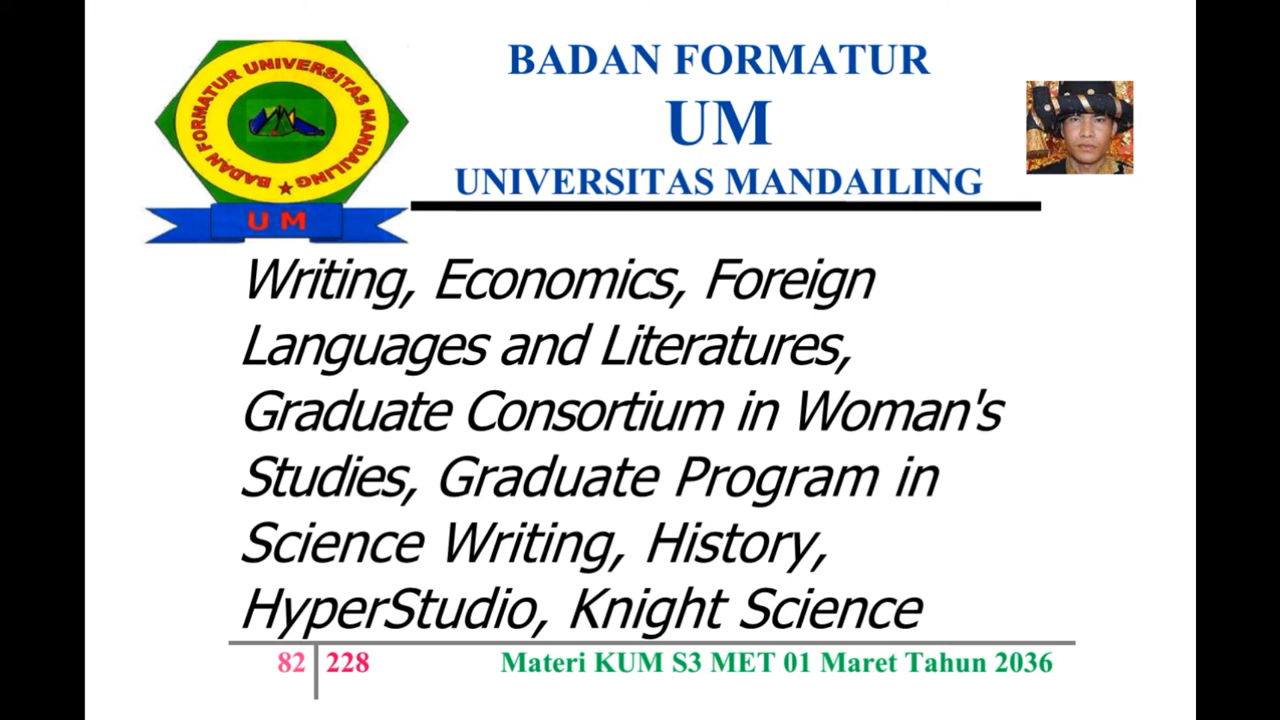 BADAN FORMATUR UNIVERSITAS MANDAILING
UM
BADAN FORMATUR
UM
UNIVERSITAS MANDAILING
Writing, Economics, Foreign
Languages and Literatures,
Graduate Consortium in Woman's
Studies, Graduate Program in
Science Writing, History,
HyperStudio, Knight Science
82 228 Materi KUM S3 MET 01 Maret Tahun 2036